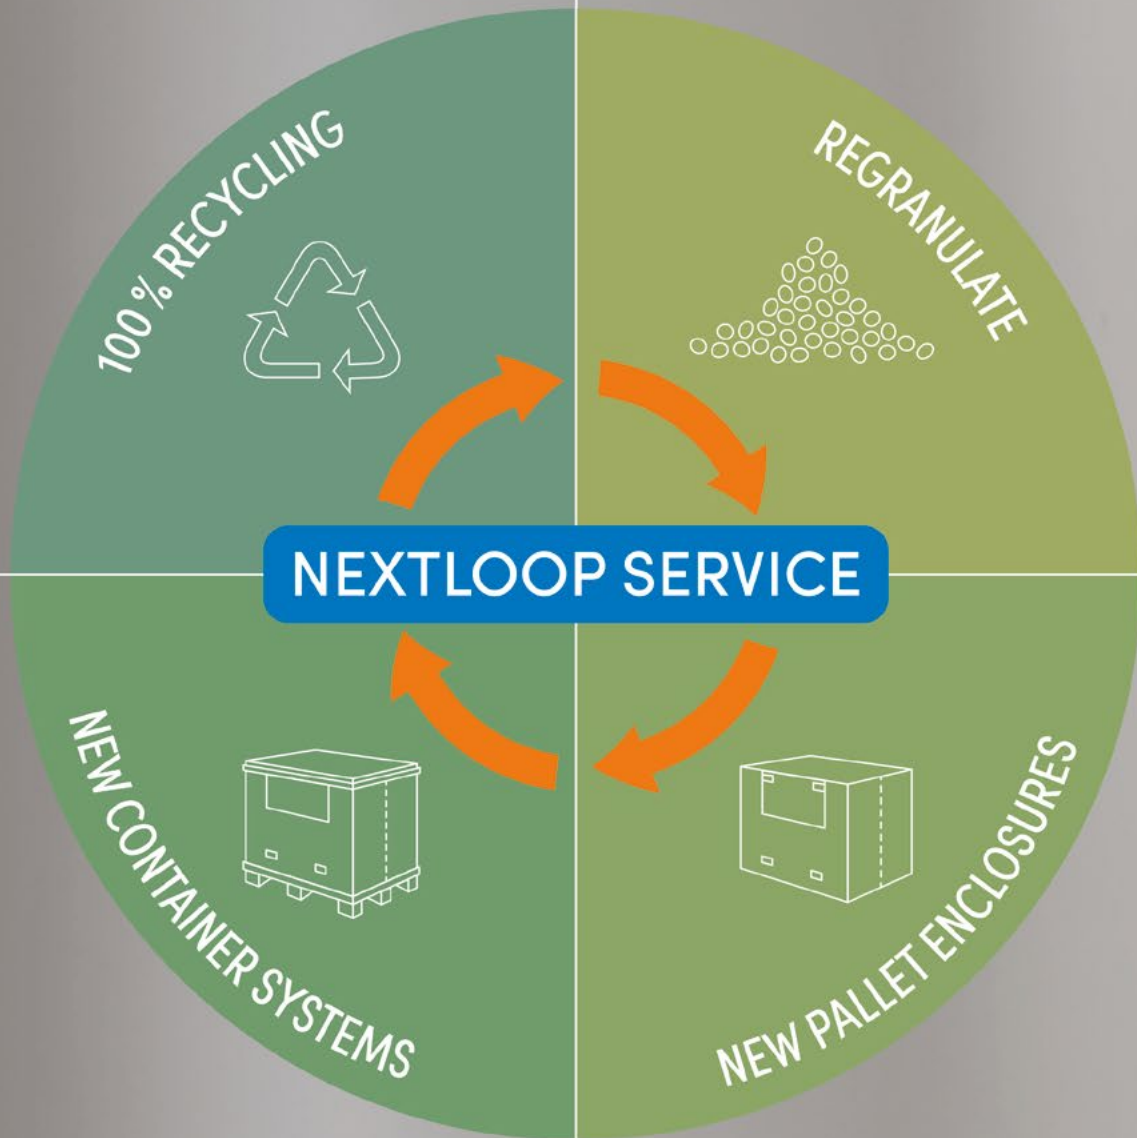 100 % RECYCLING
REGRANULATE
NEXTLOOP SERVICE
NEW CONTAINER SYSTEMS
NEW PALLET ENCLOSURES